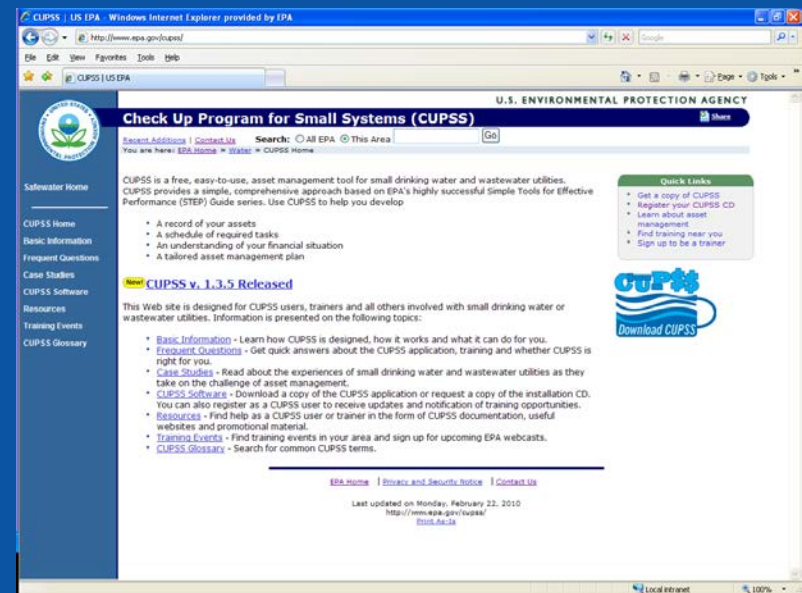 CUPSS | US EPA - Windows Internet Explorer provided by EPA
http://www.epa.gov/cupss/
Google
File Edit View Favorites Tools Help
CUPSS | US EPA
Page Tools
U.S. ENVIRONMENTAL PROTECTION AGENCY
Check Up Program for Small Systems (CUPSS)
Share
Recent Additions | Contact Us Search: All EPA This Area Go
You are here: EPA Home » Water » CUPSS Home
Safewater Home
CUPSS Home
Basic Information
Frequent Questions
Case Studies
CUPSS Software
Resources
Training Events
CUPSS Glossary
CUPSS is a free, easy-to-use, asset management tool for small drinking water and wastewater utilities.
CUPSS provides a simple, comprehensive approach based on EPA's highly successful Simple Tools for Effective
Performance (STEP) Guide series. Use CUPSS to help you develop
• A record of your assets
• A schedule of required tasks
• An understanding of your financial situation
• A tailored asset management plan
New! CUPSS v. 1.3.5 Released
This Web site is designed for CUPSS users, trainers and all others involved with small drinking water or
wastewater utilities. Information is presented on the following topics:
• Basic Information - Learn how CUPSS is designed, how it works and what it can do for you.
• Frequent Questions - Get quick answers about the CUPSS application, training and whether CUPSS is
right for you.
• Case Studies - Read about the experiences of small drinking water and wastewater utilities as they
take on the challenge of asset management.
• CUPSS Software - Download a copy of the CUPSS application or request a copy of the installation CD.
You can also register as a CUPSS user to receive updates and notification of training opportunities.
• Resources - Find help as a CUPSS user or trainer in the form of CUPSS documentation, useful
websites and promotional material.
• Training Events - Find training events in your area and sign up for upcoming EPA webcasts.
• CUPSS Glossary - Search for common CUPSS terms.
Quick Links
• Get a copy of CUPSS
• Register your CUPSS CD
• Learn about asset
management
• Find training near you
• Sign up to be a trainer
CUP$$
Download CUPSS
EPA Home | Privacy and Security Notice | Contact Us
Last updated on Monday, February 22, 2010
http://www.epa.gov/cupss/
Print As-Is
Local intranet
100%